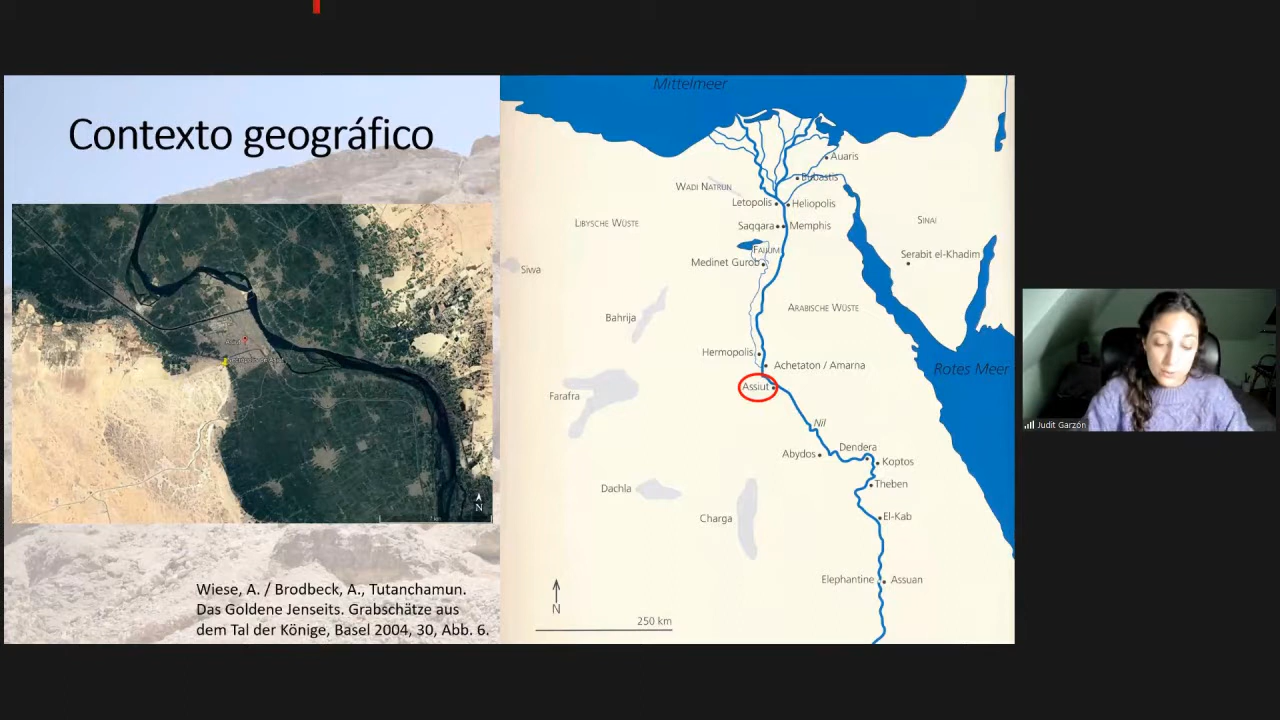 Contexto geográfico
Asiut
N
Wiese, A. / Brodbeck, A., Tutanchamun.
Das Goldene Jenseits. Grabschätze aus
dem Tal der Könige, Basel 2004, 30, Abb. 6.
Mittelmeer
Auaris
Bubastis
WADI NATRUN
Letopolis
Heliopolis
LIBYSCHE WÜSTE
SINAI
Saqqara
Memphis
FAIJUM
Serabit el-Khadim
Medinet Gurob
Siwa
ARABISCHE WÜSTE
Bahrija
Hermopolis
Achetaton / Amarna
Rotes Meer
Assiut
Farafra
Nil
Dendera
Abydos
Koptos
Theben
Dachla
Charga
El-Kab
Elephantine
Assuan
N
250 km
Judit Garzón